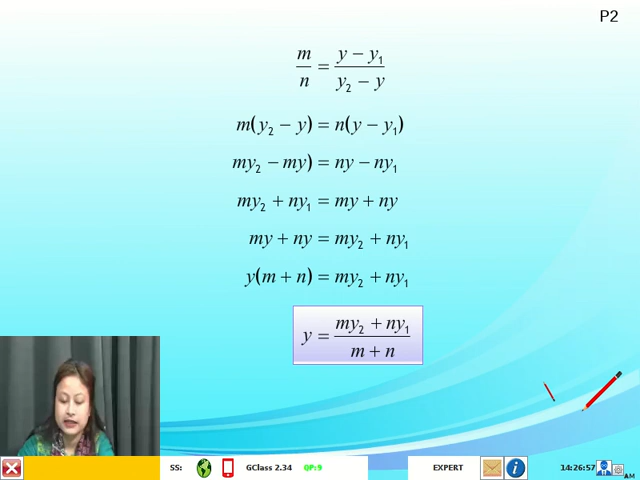 P2
m/n = (y − y₁)/(y₂ − y)
m(y₂ − y) = n(y − y₁)
my₂ − my) = ny − ny₁
my₂ + ny₁ = my + ny
my + ny = my₂ + ny₁
y(m + n) = my₂ + ny₁
y = (my₂ + ny₁)/(m + n)
SS: GClass 2.34 GP:9 EXPERT 14:26:57 AM